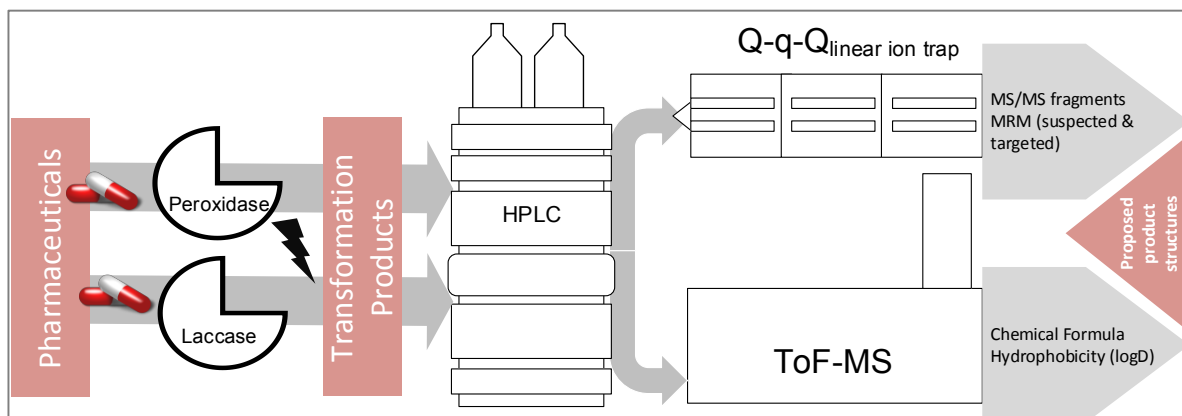 Pharmaceuticals
Peroxidase
Laccase
Transformation
Products
HPLC
Q-q-Qlinear ion trap
MS/MS fragments
MRM (suspected &
targeted)
ToF-MS
Chemical Formula
Hydrophobicity (logD)
Proposed
product
structures